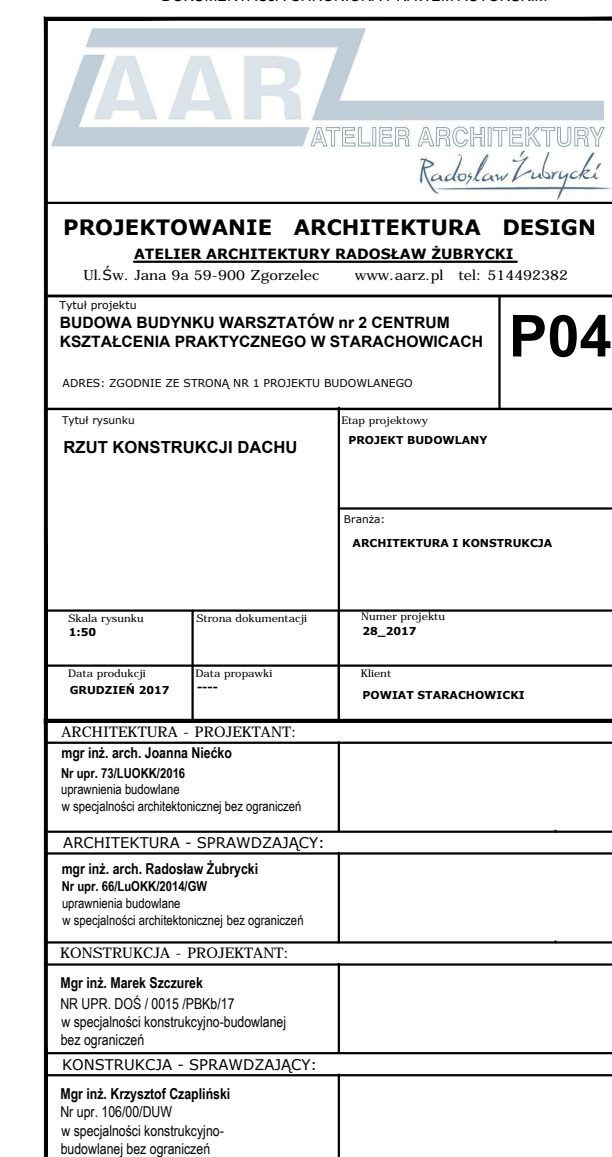 AARZ
ATELIER ARCHITEKTURY
Radosław Żubrycki
PROJEKTOWANIE ARCHITEKTURA DESIGN
ATELIER ARCHITEKTURY RADOSŁAW ŻUBRYCKI
Ul.Św. Jana 9a 59-900 Zgorzelec www.aarz.pl tel: 514492382
Tytuł projektu
BUDOWA BUDYNKU WARSZTATÓW nr 2 CENTRUM
KSZTAŁCENIA PRAKTYCZNEGO W STARACHOWICACH
ADRES: ZGODNIE ZE STRONĄ NR 1 PROJEKTU BUDOWLANEGO
P04
Tytuł rysunku
RZUT KONSTRUKCJI DACHU
Etap projektowy
PROJEKT BUDOWLANY
Branża:
ARCHITEKTURA I KONSTRUKCJA
Skala rysunku
1:50
Strona dokumentacji
Numer projektu
28_2017
Data produkcji
GRUDZIEŃ 2017
Data propawki
----
Klient
POWIAT STARACHOWICKI
ARCHITEKTURA - PROJEKTANT:
mgr inż. arch. Joanna Niećko
Nr upr. 73/LUOKK/2016
uprawnienia budowlane
w specjalności architektonicznej bez ograniczeń
ARCHITEKTURA - SPRAWDZAJĄCY:
mgr inż. arch. Radosław Żubrycki
Nr upr. 66/LuOKK/2014/GW
uprawnienia budowlane
w specjalności architektonicznej bez ograniczeń
KONSTRUKCJA - PROJEKTANT:
Mgr inż. Marek Szczurek
NR UPR. DOŚ / 0015 /PBKb/17
w specjalności konstrukcyjno-budowlanej
bez ograniczeń
KONSTRUKCJA - SPRAWDZAJĄCY:
Mgr inż. Krzysztof Czapliński
Nr upr. 106/00/DUW
w specjalności konstrukcyjno-
budowlanej bez ograniczeń